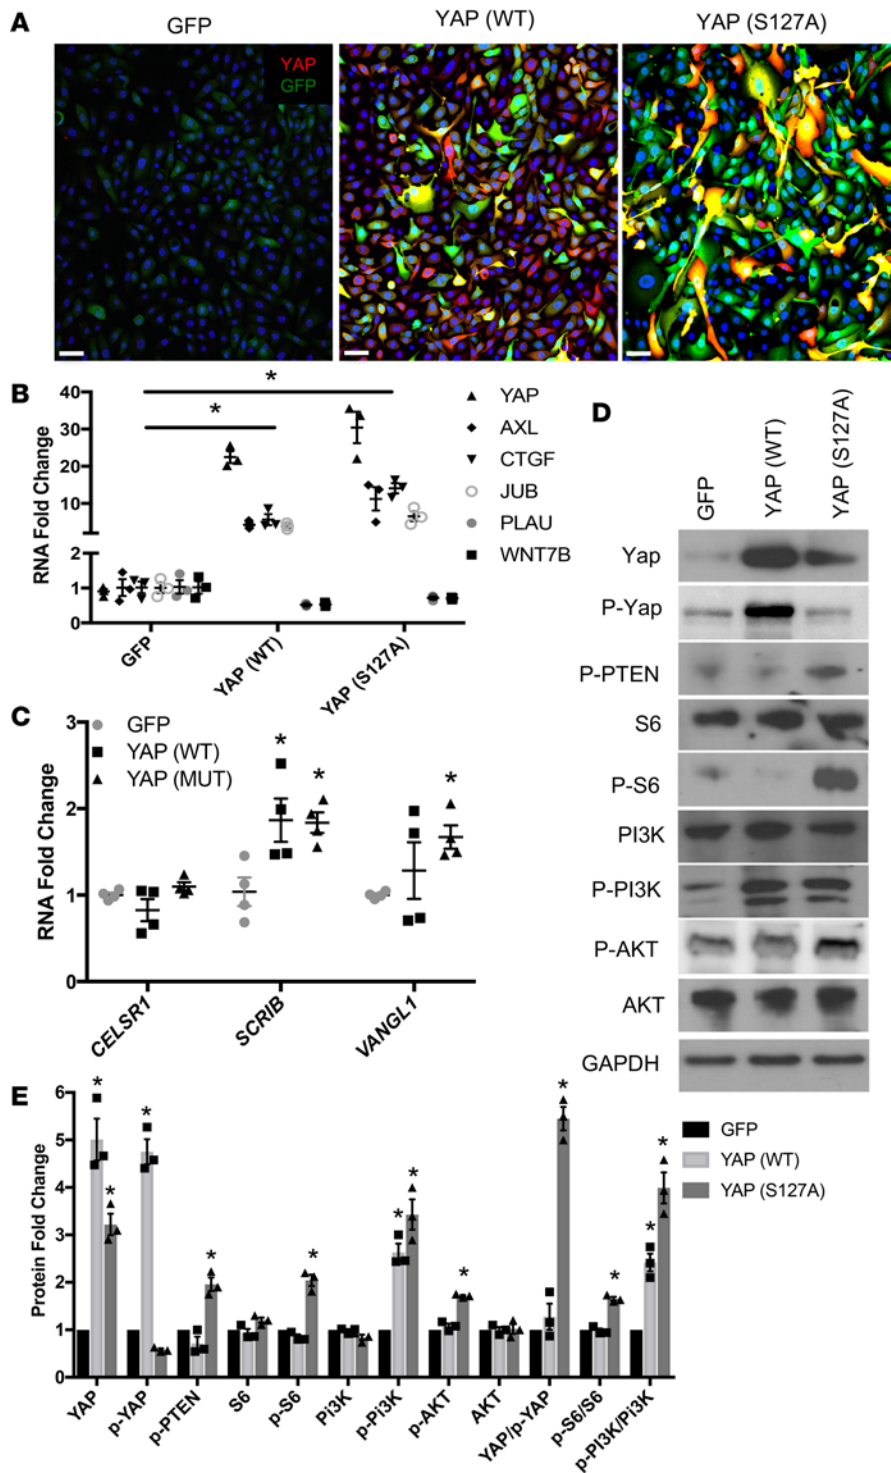 A
GFP
YAP (WT)
YAP (S127A)
YAP
GFP
B
RNA Fold Change
40
30
20
10
2
1
0
*
*
GFP
YAP (WT)
YAP (S127A)
YAP
AXL
CTGF
JUB
PLAU
WNT7B
C
RNA Fold Change
3
2
1
0
GFP
YAP (WT)
YAP (MUT)
*
*
*
CELSR1
SCRIB
VANGL1
D
GFP
YAP (WT)
YAP (S127A)
Yap
P-Yap
P-PTEN
S6
P-S6
PI3K
P-PI3K
P-AKT
AKT
GAPDH
E
Protein Fold Change
6
5
4
3
2
1
0
*
*
*
*
*
*
*
*
*
*
*
*
YAP
p-YAP
p-PTEN
S6
p-S6
Pi3K
p-Pi3K
p-AKT
AKT
YAP/p-YAP
p-S6/S6
p-PI3K/Pi3K
GFP
YAP (WT)
YAP (S127A)